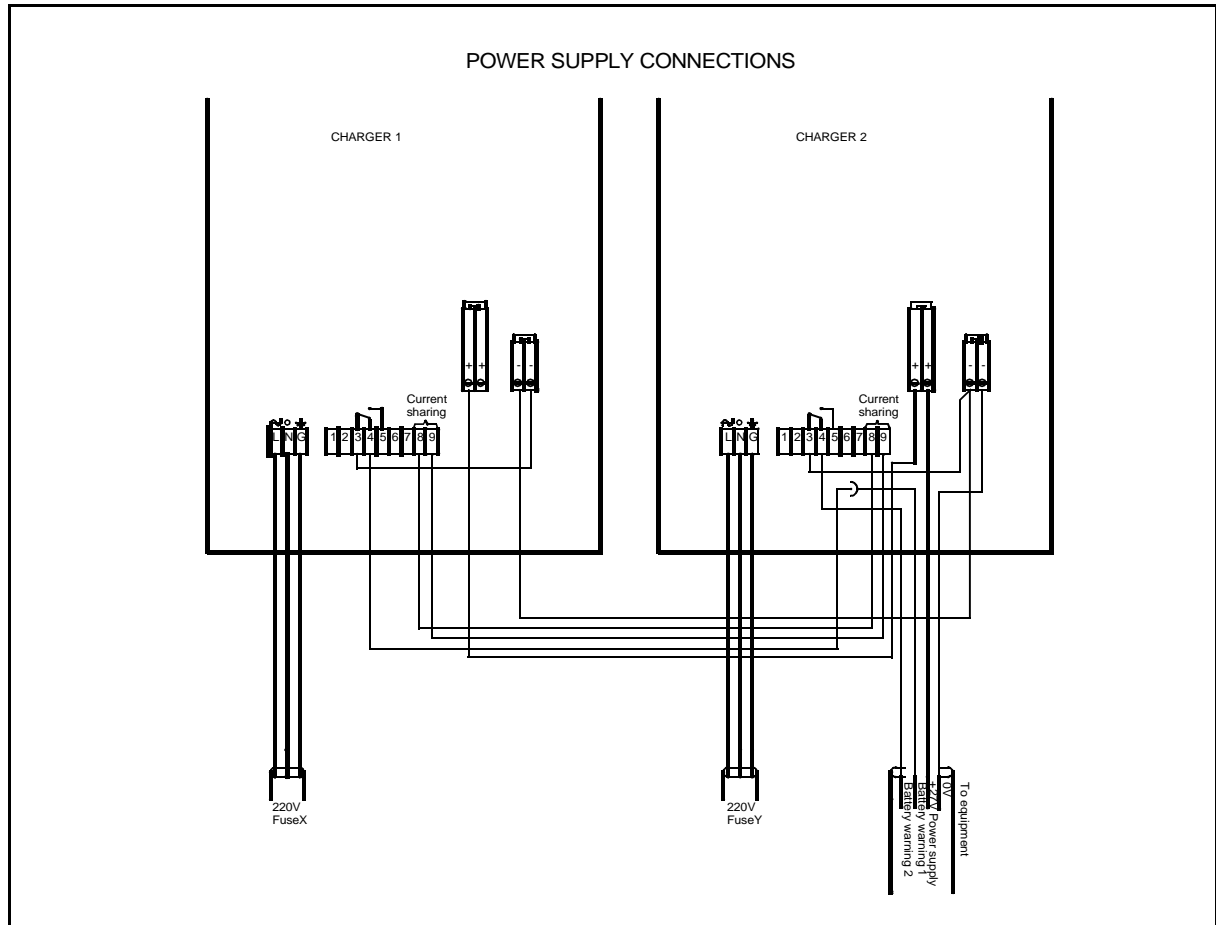 POWER SUPPLY CONNECTIONS
CHARGER 1
CHARGER 2
+ +
- -
+ +
- -
Current
sharing
Current
sharing
L N G
1 2 3 4 5 6 7 8 9
L N G
1 2 3 4 5 6 7 8 9
220V
FuseX
220V
FuseY
To equipment
0V
+27V Power supply
Battery warning 1
Battery warning 2